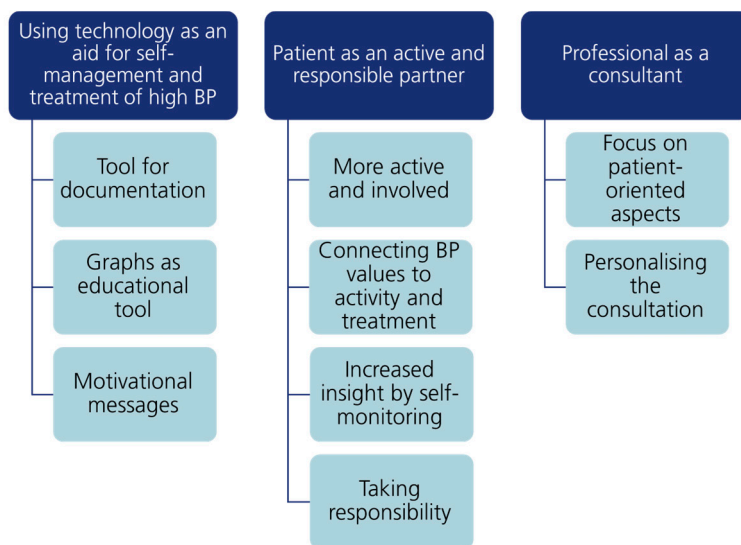 Using technology as an
aid for self-
management and
treatment of high BP
Tool for
documentation
Graphs as
educational
tool
Motivational
messages
Patient as an active and
responsible partner
More active
and involved
Connecting BP
values to
activity and
treatment
Increased
insight by self-
monitoring
Taking
responsibility
Professional as a
consultant
Focus on
patient-
oriented
aspects
Personalising
the
consultation